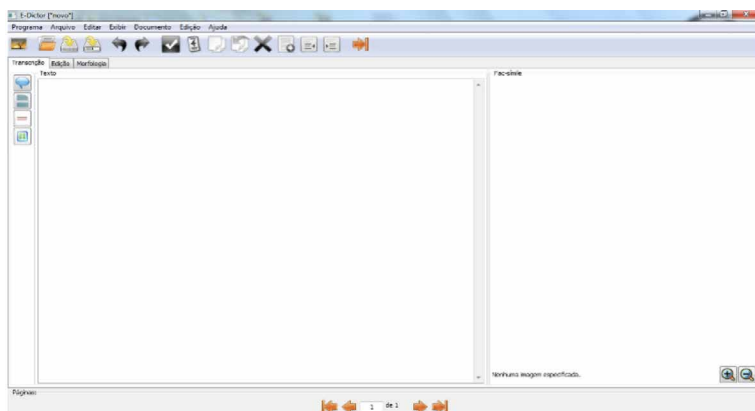 E-Dictor [*novo*]
Programa Arquivo Editar Exibir Documento Edição Ajuda
Transcrição Edição Morfologia
Texto
Fac-símile
Nenhuma imagem especificada.
Páginas:
1 de 1